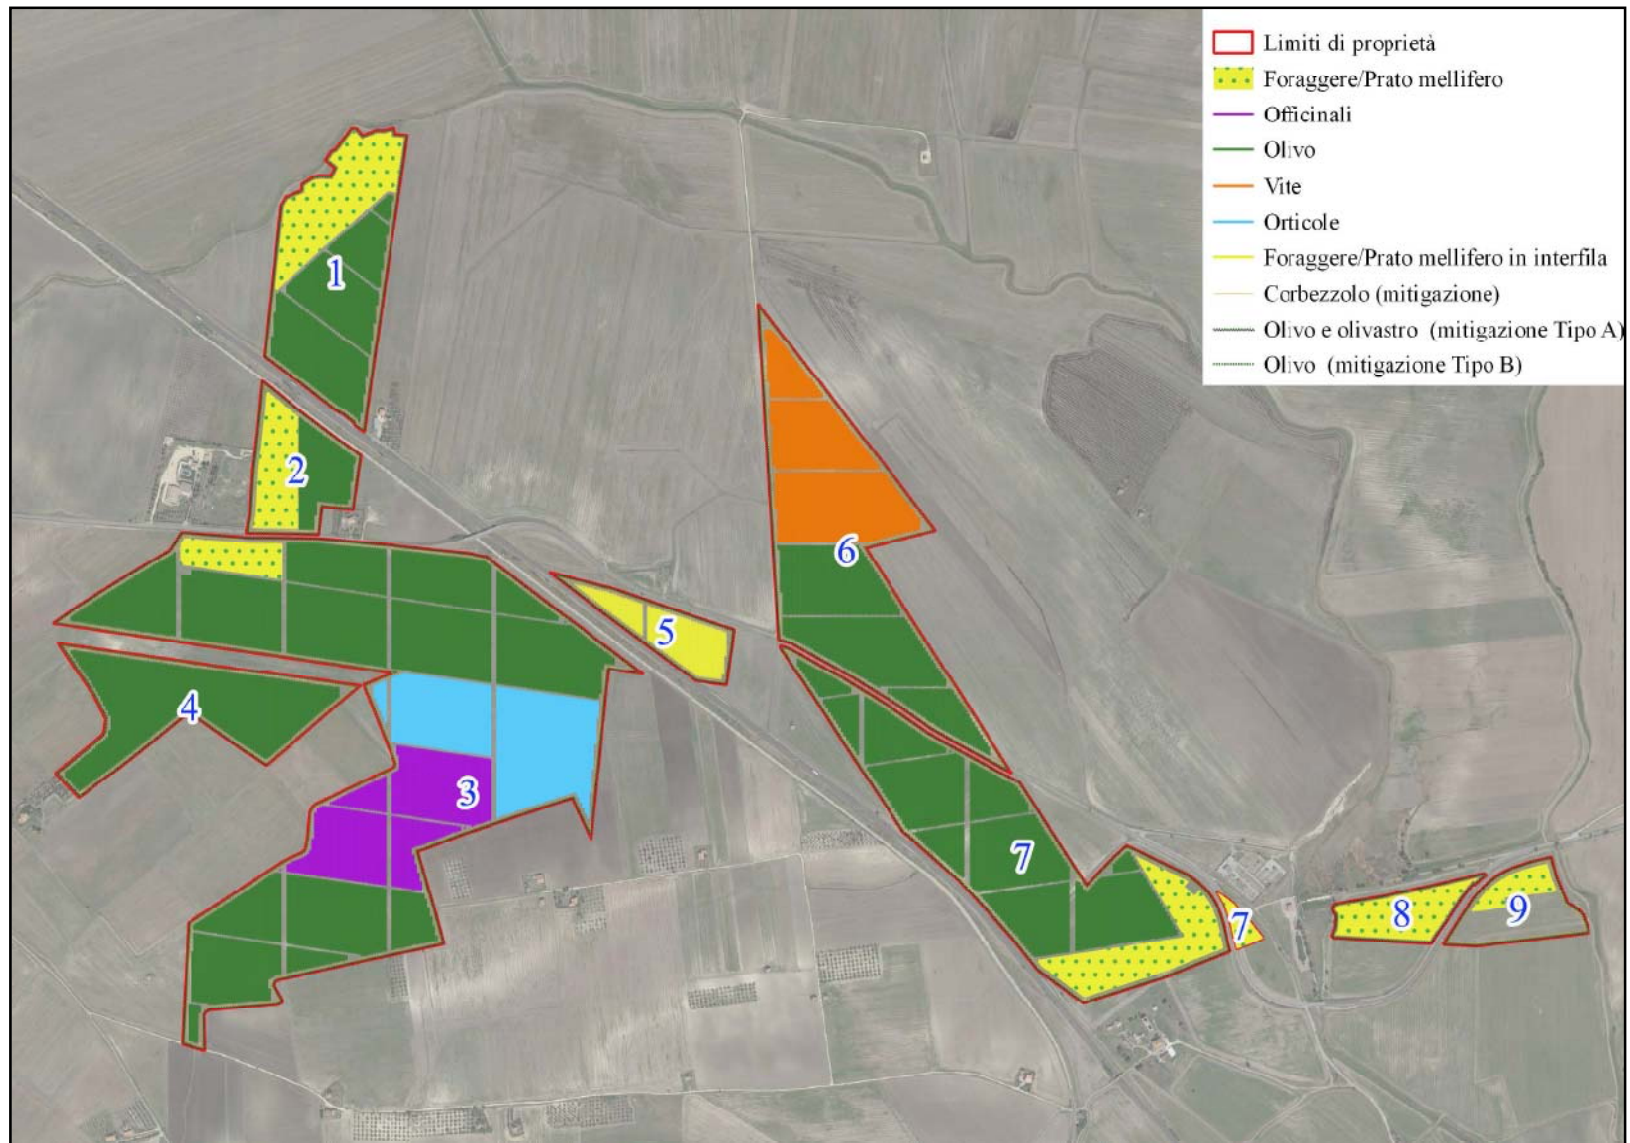 Limiti di proprietà
Foraggere/Prato mellifero
Officinali
Olivo
Vite
Orticole
Foraggere/Prato mellifero in interfila
Corbezzolo (mitigazione)
Olivo e olivastro (mitigazione Tipo A)
Olivo (mitigazione Tipo B)
1
2
3
4
5
6
7
7
8
9